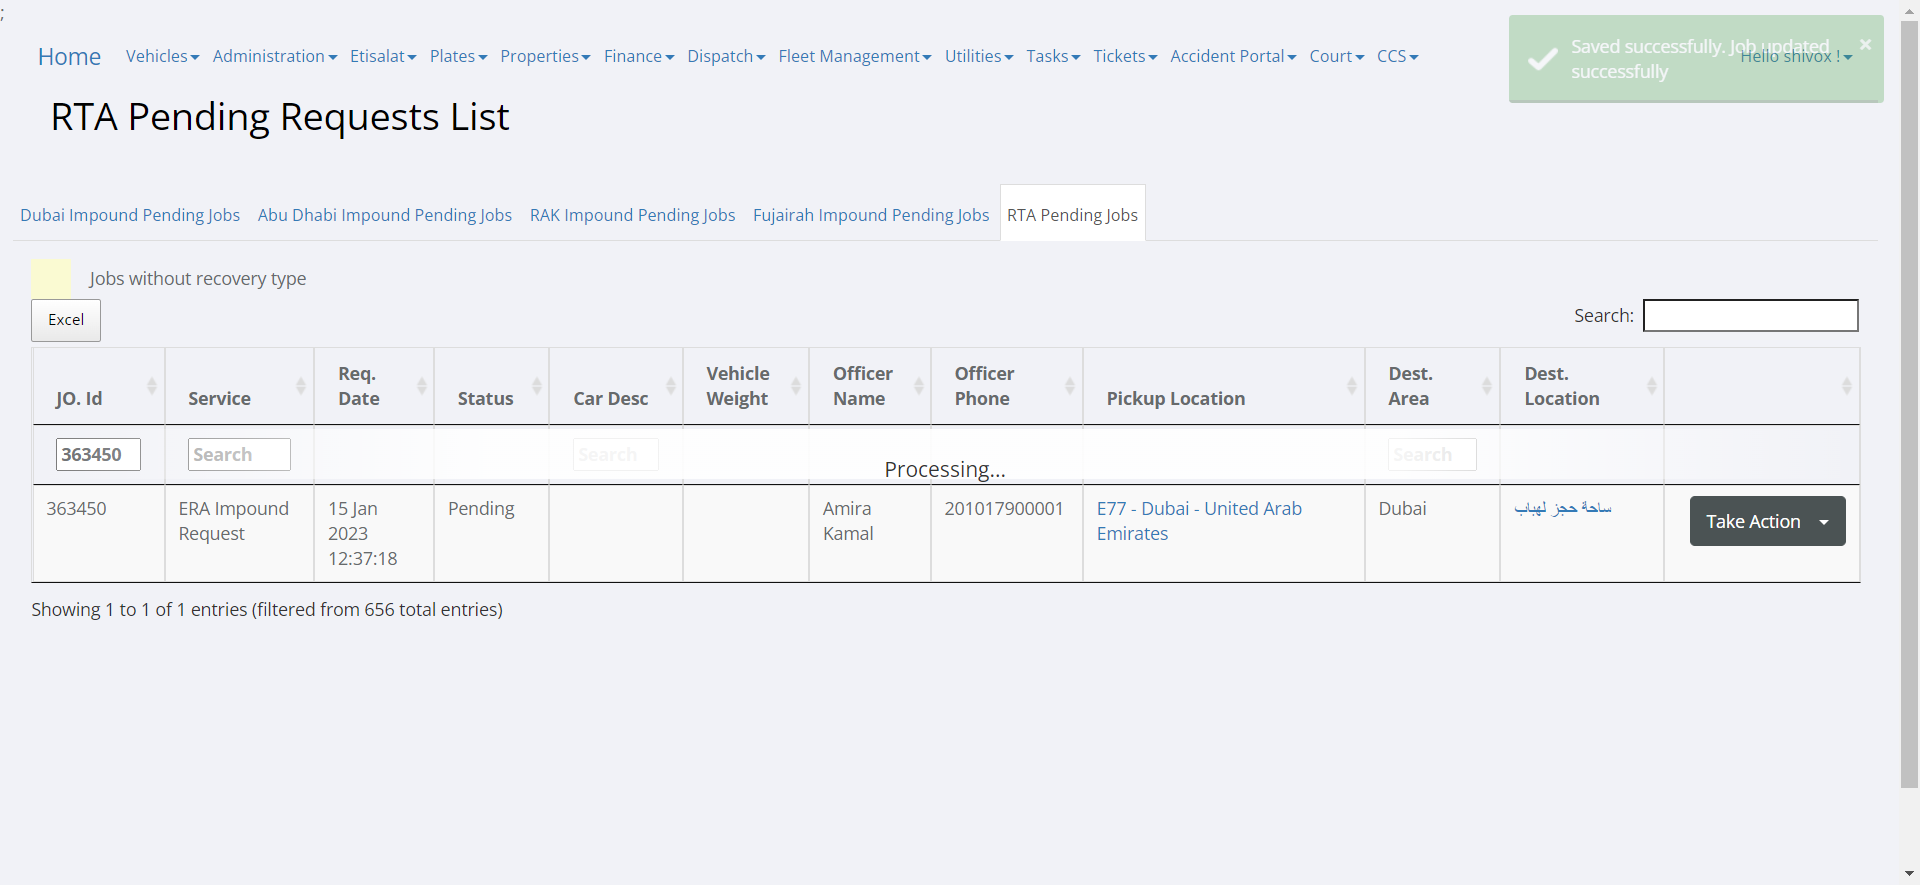 ;
Home Vehicles Administration Etisalat Plates Properties Finance Dispatch Fleet Management Utilities Tasks Tickets Accident Portal Court CCS Hello shivox !
Saved successfully. Job updated successfully ×
RTA Pending Requests List
Dubai Impound Pending Jobs Abu Dhabi Impound Pending Jobs RAK Impound Pending Jobs Fujairah Impound Pending Jobs RTA Pending Jobs
Jobs without recovery type
Excel Search:
JO. Id Service Req. Date Status Car Desc Vehicle Weight Officer Name Officer Phone Pickup Location Dest. Area Dest. Location
363450 Search Search Search
Processing...
363450 ERA Impound Request 15 Jan 2023 12:37:18 Pending Amira Kamal 201017900001 E77 - Dubai - United Arab Emirates Dubai ساحة حجز لهباب Take Action
Showing 1 to 1 of 1 entries (filtered from 656 total entries)